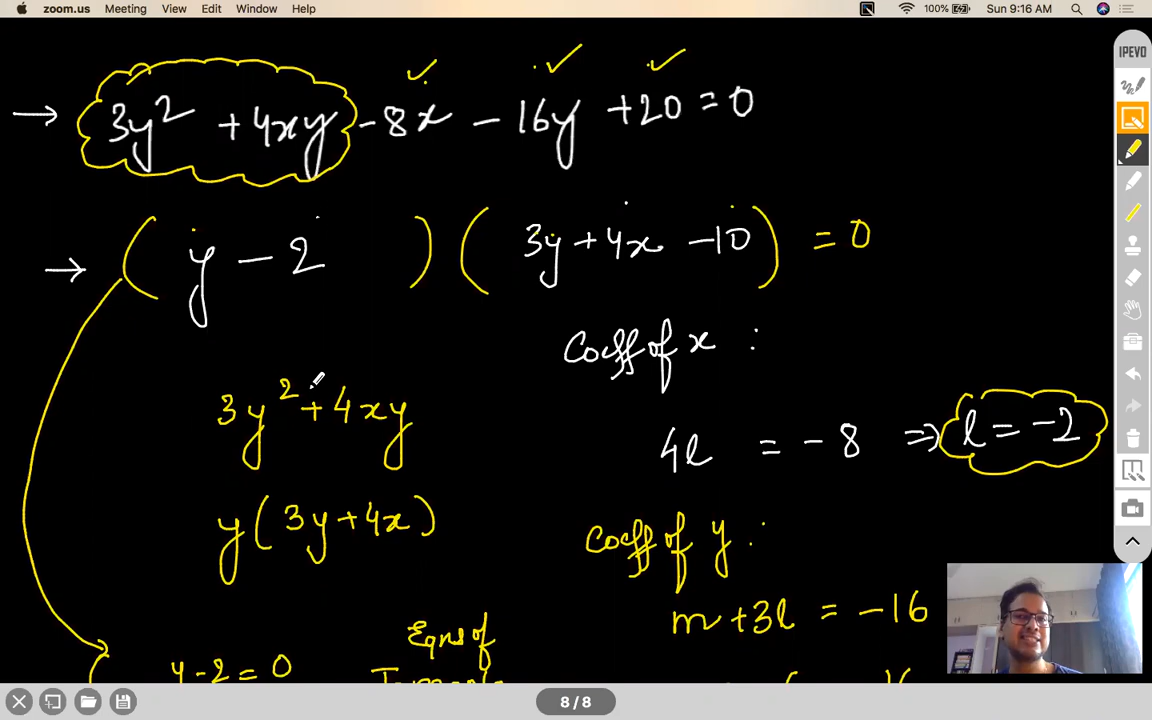 zoom.us Meeting View Edit Window Help 100% Sun 9:16 AM
IPEVO
→ 3y² + 4xy - 8x - 16y + 20 = 0
→ ( y - 2 ) ( 3y + 4x - 10 ) = 0
Coeff of x :
3y² + 4xy
4l = - 8 ⇒ l = -2
y( 3y + 4x )
Coeff of y :
m + 3l = -16
Eqns of
y - 2 = 0
8 / 8